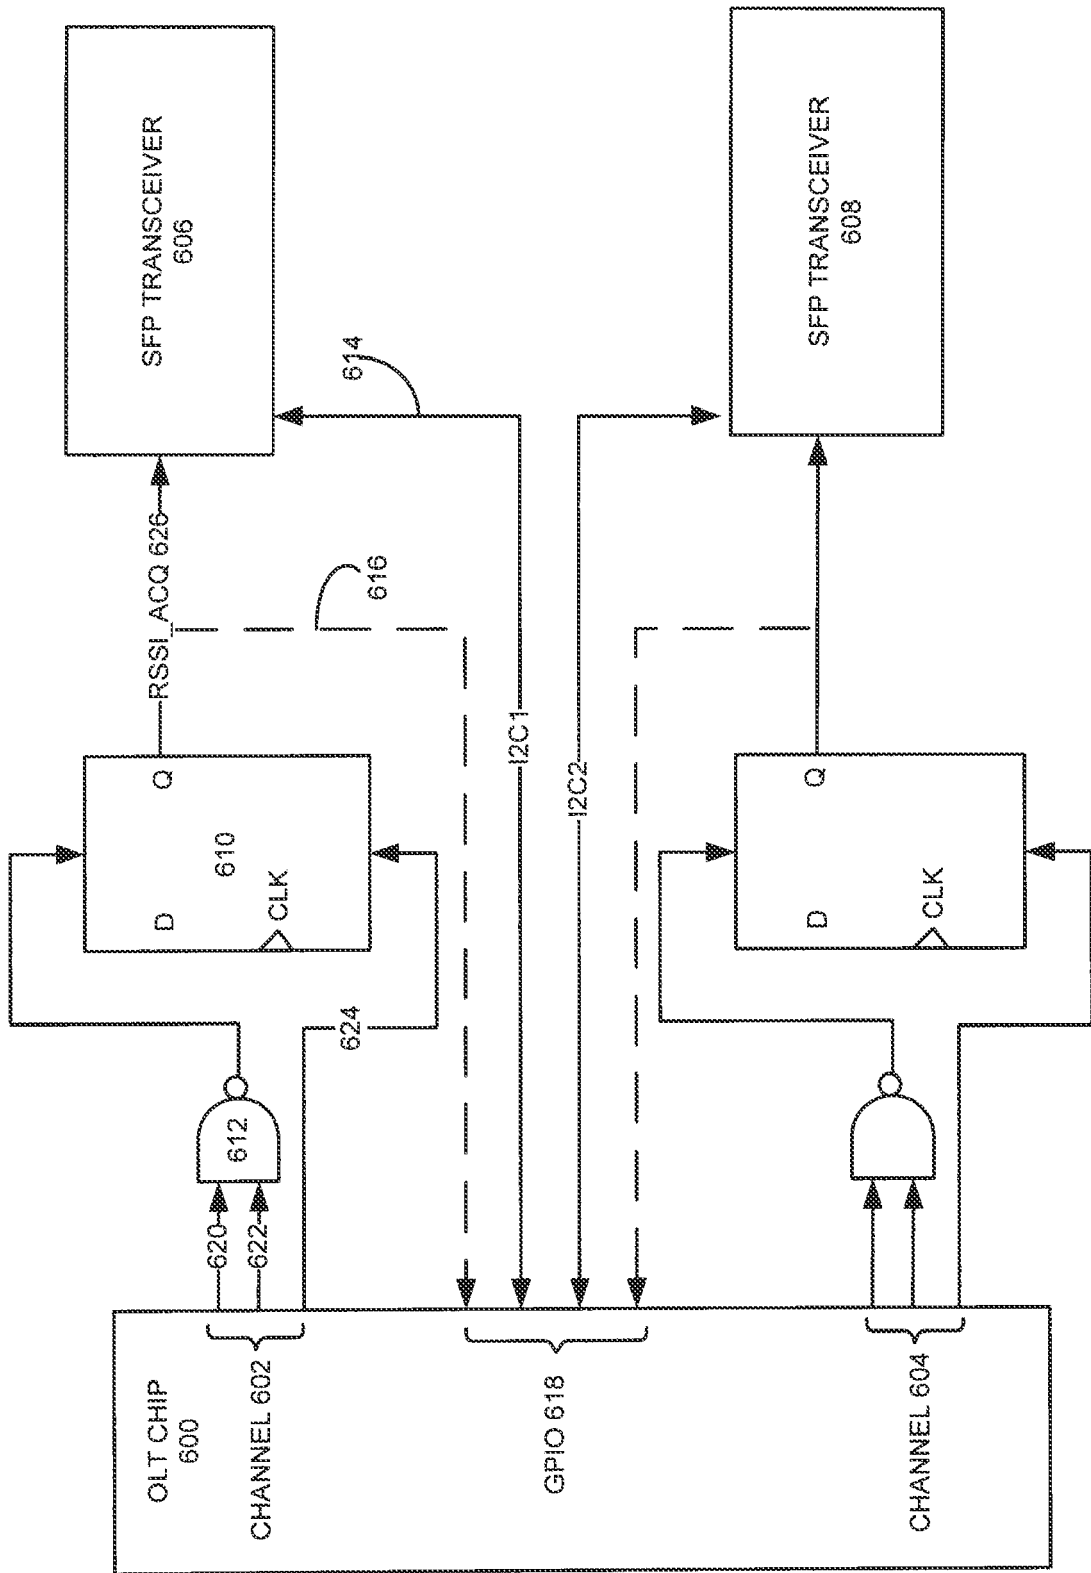 OLT CHIP
600
CHANNEL 602
GPIO 618
CHANNEL 604
620
622
612
624
D
Q
610
CLK
RSSI_ACQ 626
616
614
I2C1
I2C2
D
Q
CLK
SFP TRANSCEIVER
606
SFP TRANSCEIVER
608